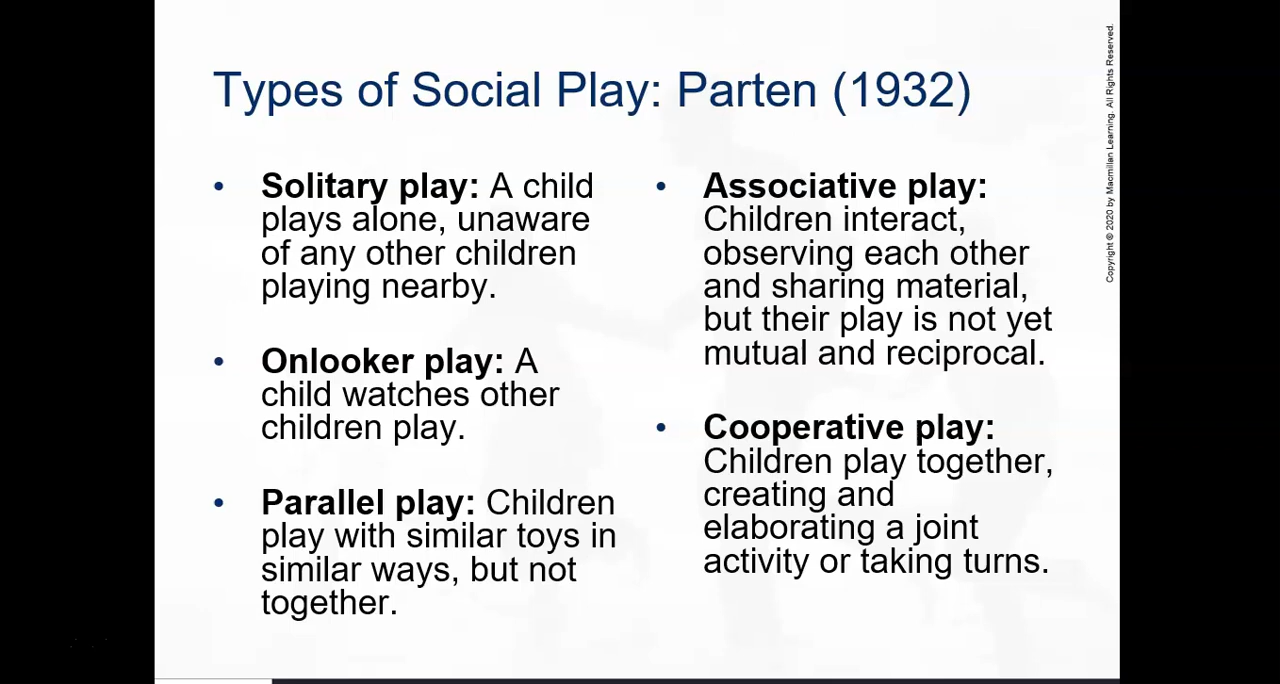 Types of Social Play: Parten (1932)
• Solitary play: A child
plays alone, unaware
of any other children
playing nearby.
• Onlooker play: A
child watches other
children play.
• Parallel play: Children
play with similar toys in
similar ways, but not
together.
• Associative play:
Children interact,
observing each other
and sharing material,
but their play is not yet
mutual and reciprocal.
• Cooperative play:
Children play together,
creating and
elaborating a joint
activity or taking turns.
Copyright © 2020 by Macmillan Learning. All Rights Reserved.